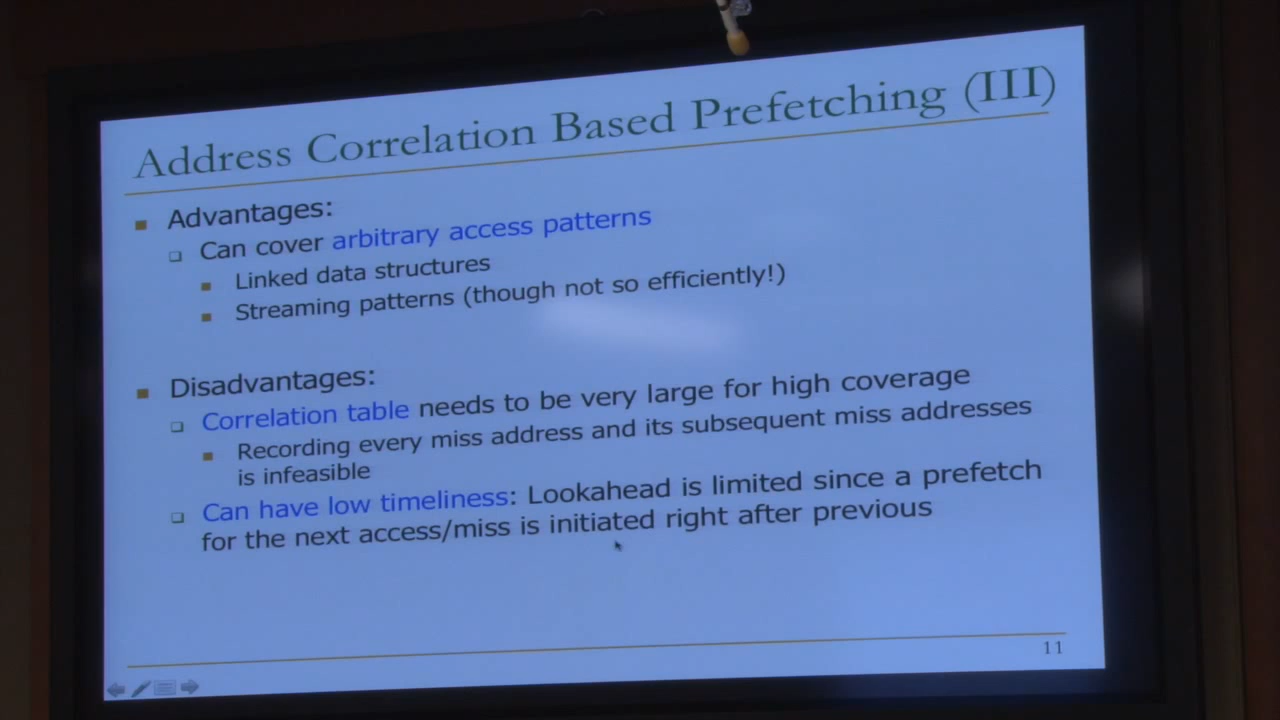 Address Correlation Based Prefetching (III)
Advantages:
Can cover arbitrary access patterns
Linked data structures
Streaming patterns (though not so efficiently!)
Disadvantages:
Correlation table needs to be very large for high coverage
Recording every miss address and its subsequent miss addresses
is infeasible
Can have low timeliness: Lookahead is limited since a prefetch
for the next access/miss is initiated right after previous
11